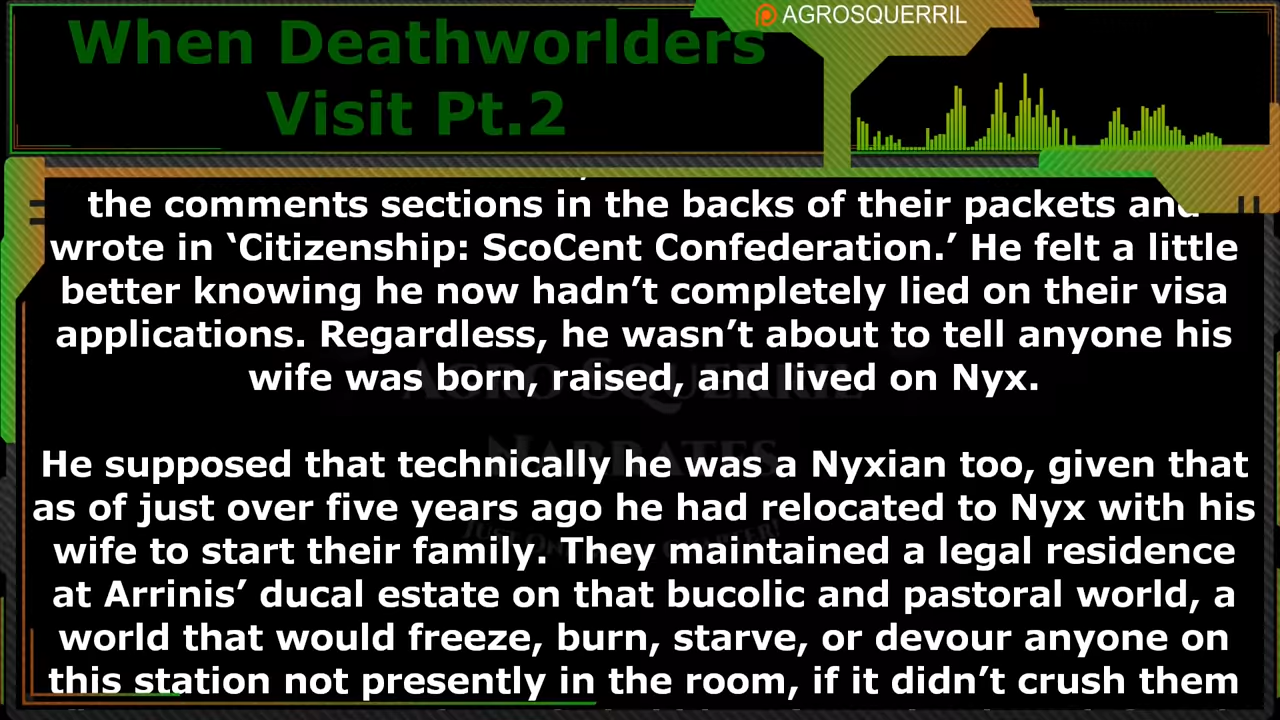 AGROSQUERRIL
When Deathworlders
Visit Pt.2
the comments sections in the backs of their packets and
wrote in ‘Citizenship: ScoCent Confederation.’ He felt a little
better knowing he now hadn’t completely lied on their visa
applications. Regardless, he wasn’t about to tell anyone his
wife was born, raised, and lived on Nyx.
AGRO SQUERRIL
NARRATES
He supposed that technically he was a Nyxian too, given that
as of just over five years ago he had relocated to Nyx with his
wife to start their family. They maintained a legal residence
at Arrinis’ ducal estate on that bucolic and pastoral world, a
world that would freeze, burn, starve, or devour anyone on
this station not presently in the room, if it didn’t crush them